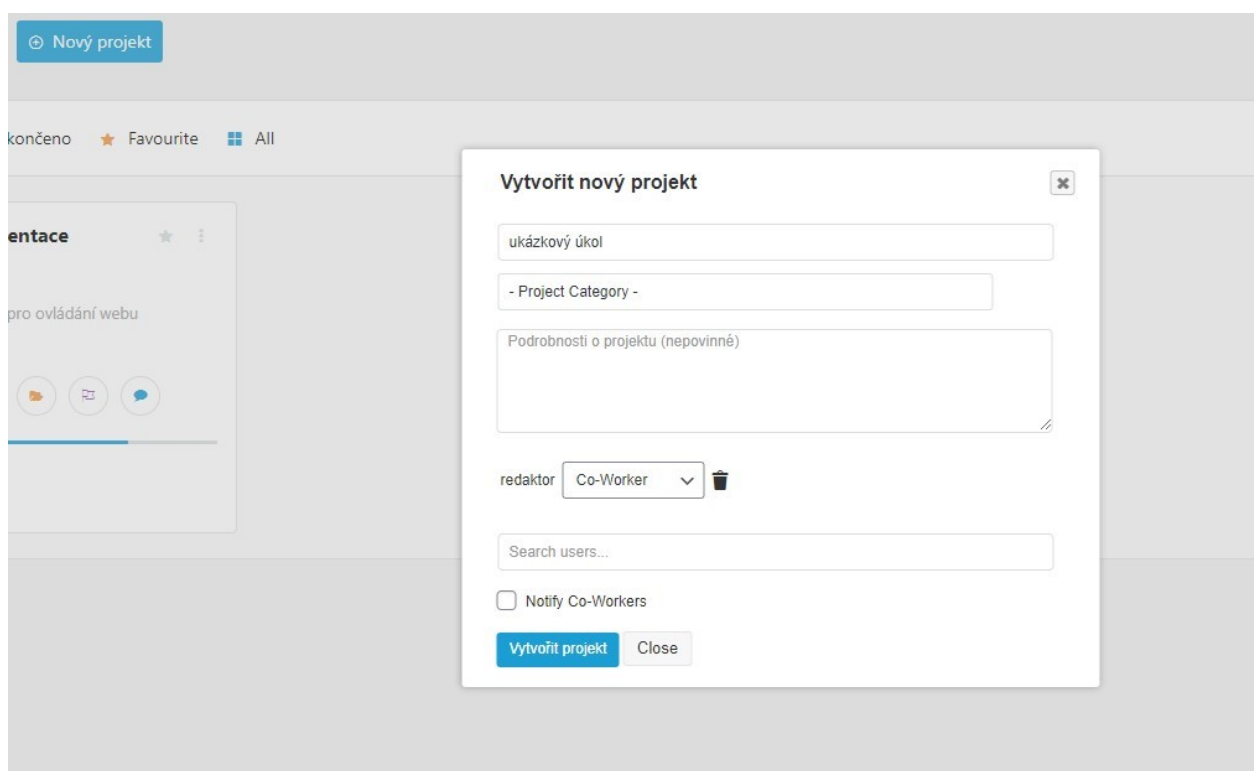 Nový projekt
končeno Favourite All
Vytvořit nový projekt
entace
ukázkový úkol
- Project Category -
pro ovládání webu
Podrobnosti o projektu (nepovinné)
redaktor Co-Worker
Search users...
Notify Co-Workers
Vytvořit projekt Close